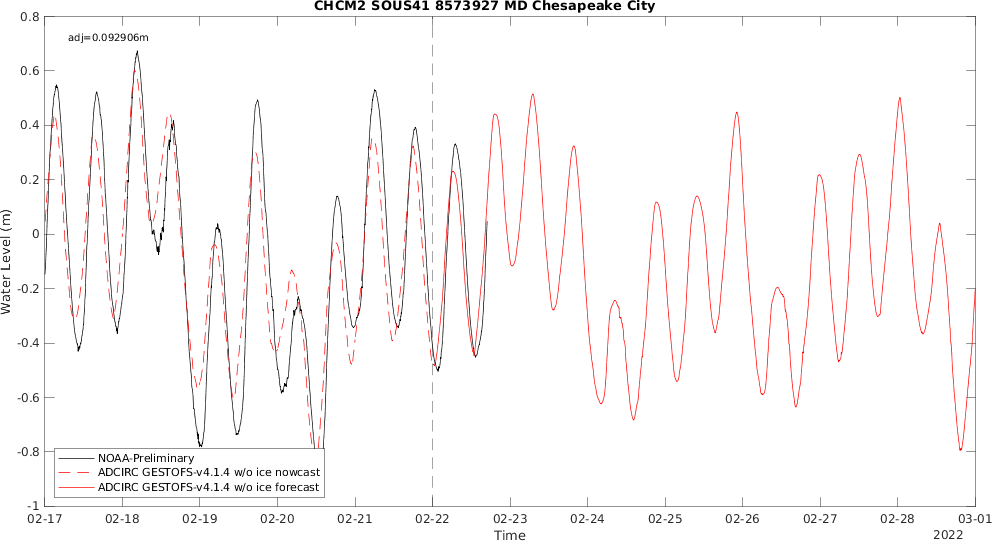 CHCM2 SOUS41 8573927 MD Chesapeake City
adj=0.092906m
0.8
0.6
0.4
0.2
0
-0.2
-0.4
-0.6
-0.8
-1
Water Level (m)
NOAA-Preliminary
ADCIRC GESTOFS-v4.1.4 w/o ice nowcast
ADCIRC GESTOFS-v4.1.4 w/o ice forecast
02-17 02-18 02-19 02-20 02-21 02-22 02-23 02-24 02-25 02-26 02-27 02-28 03-01
Time
2022